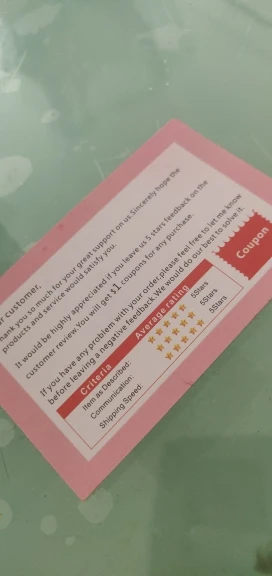 customer,
ank you so much for your great support on us Sincerely hope the
products and service would satisfy you.
It would be highly appreciated if you leave us 5 stars feedback on the
customer review.You will get $1 coupons for any purchase.
If you have any problem with your order,please feel free to let me know
before leaving a negative feedback.We would do our best to solve it.
Criteria Average rating
Item as Described: 5Stars
Communication: 5Stars
Shipping Speed: 5Stars
Coupon